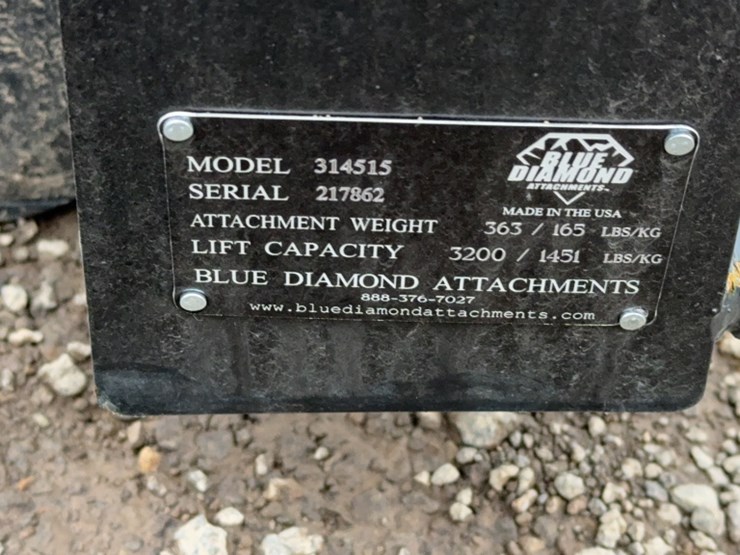 MODEL 314515
SERIAL 217862
BLUE
DIAMOND
ATTACHMENTS
MADE IN THE USA
ATTACHMENT WEIGHT 363 / 165 LBS/KG
LIFT CAPACITY 3200 / 1451 LBS/KG
BLUE DIAMOND ATTACHMENTS
888-376-7027
www.bluediamondattachments.com